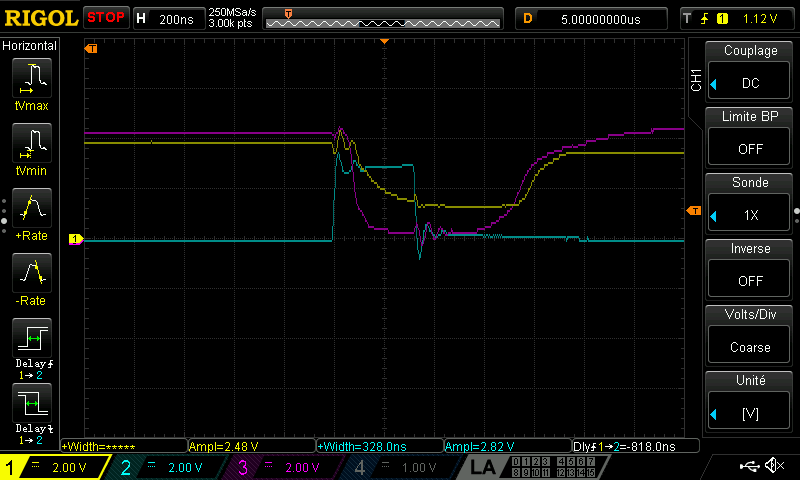 RIGOL STOP H 200ns 250MSa/s 3.00k pts T D 5.00000000us T 1 1.12 V
Horizontal
tVmax
tVmin
+Rate
-Rate
Delay
1→2
Delay
1→2
T
1
T
CH1
Couplage
DC
Limite BP
OFF
Sonde
1X
Inverse
OFF
Volts/Div
Coarse
Unité
[V]
+Width=***** Ampl=2.48 V +Width=328.0ns Ampl=2.82 V Dly1→2=-818.0ns
1 2.00 V 2 2.00 V 3 2.00 V 4 1.00 V LA 0 1 2 3 4 5 6 7
8 9 10 11 12 13 14 15